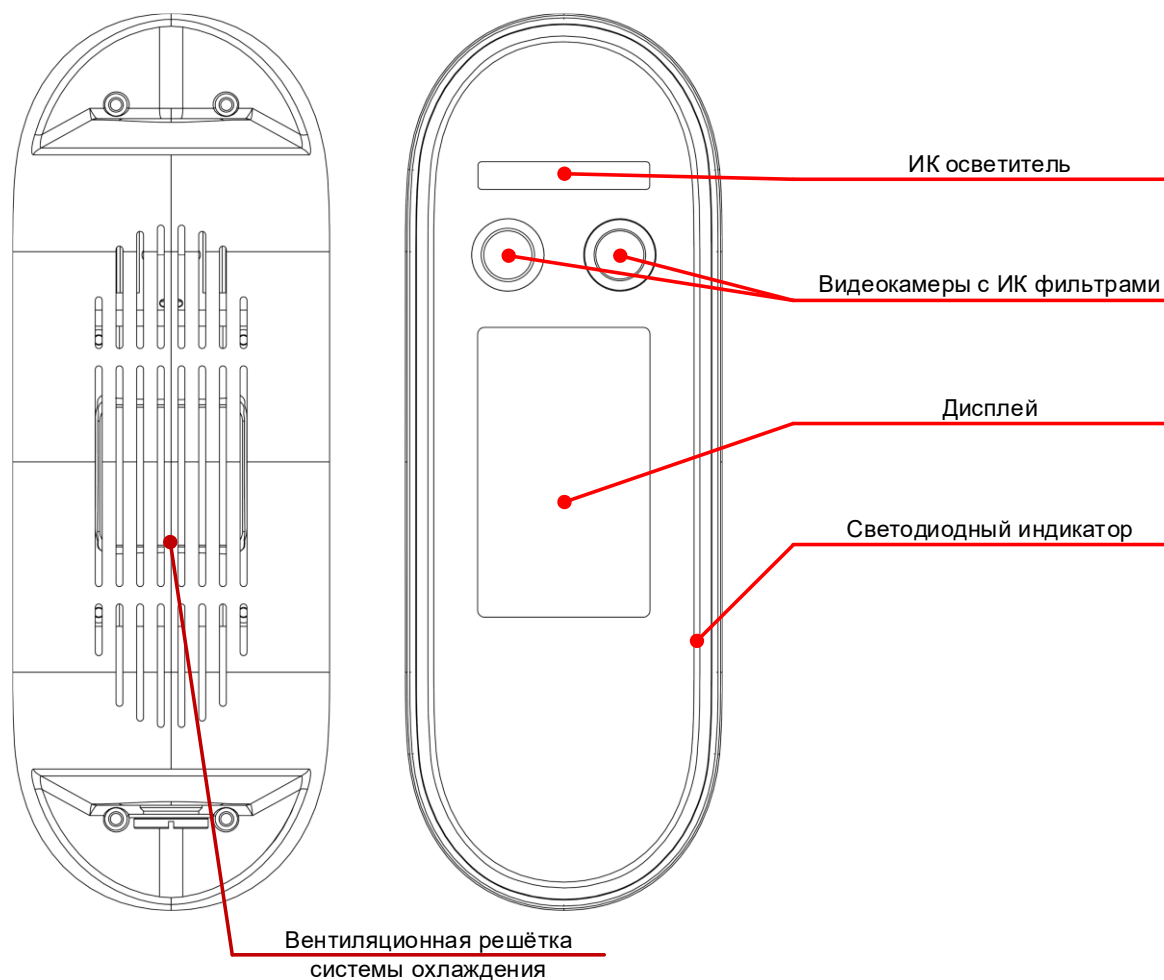 ИК осветитель
Видеокамеры с ИК фильтрами
Дисплей
Светодиодный индикатор
Вентиляционная решётка
системы охлаждения